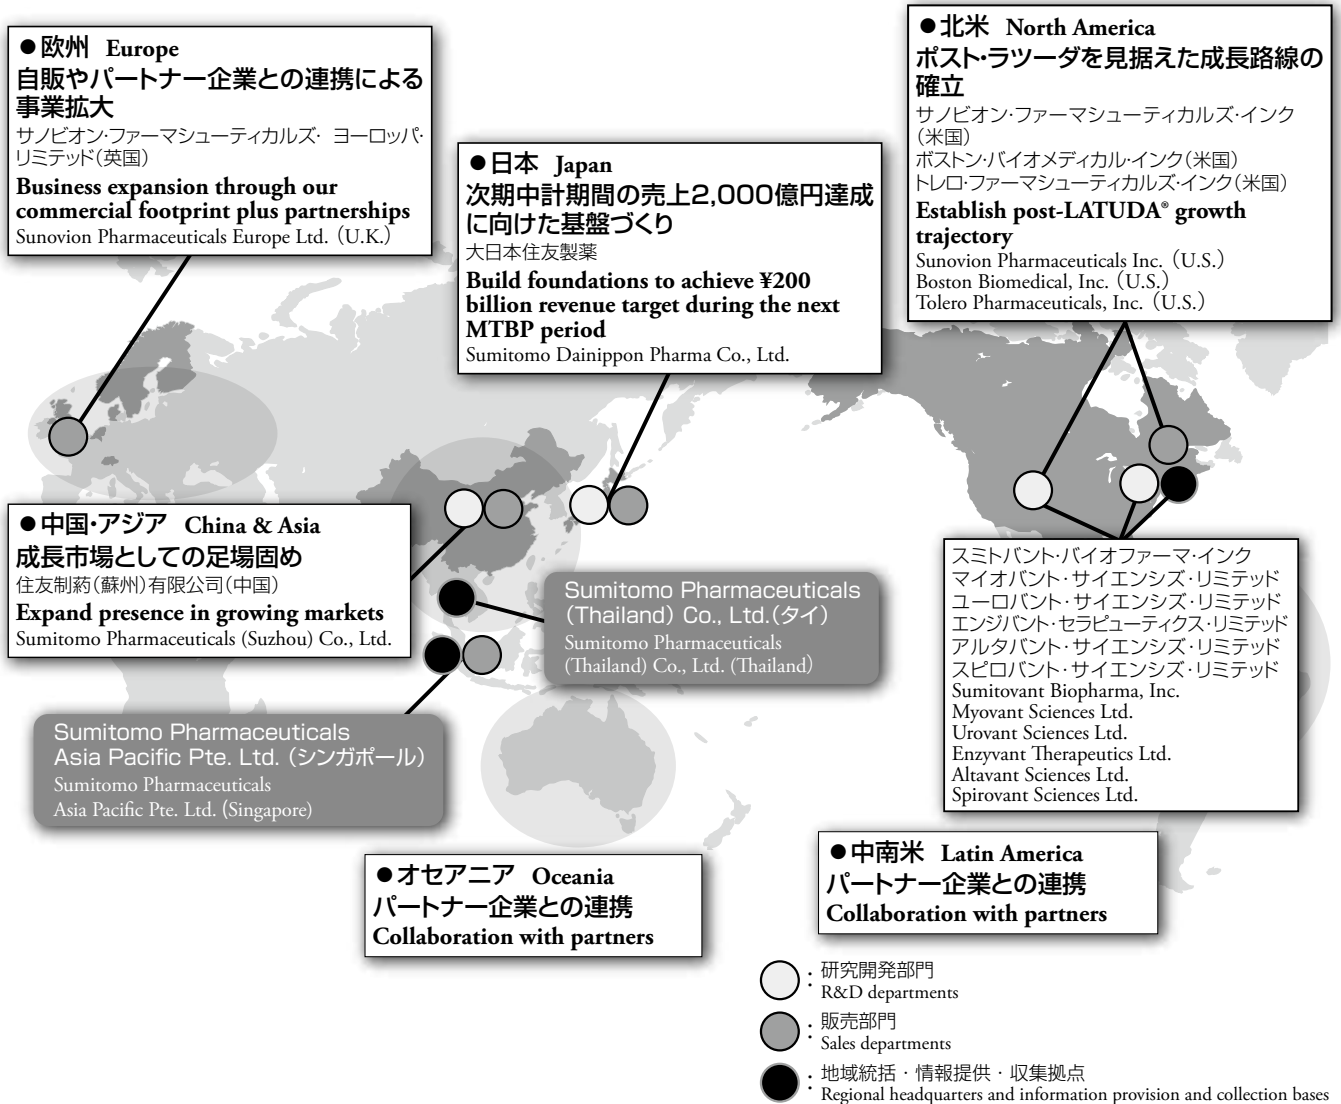 ●欧州 Europe
自販やパートナー企業との連携による
事業拡大
サノビオン・ファーマシューティカルズ・ ヨーロッパ・
リミテッド(英国)
Business expansion through our
commercial footprint plus partnerships
Sunovion Pharmaceuticals Europe Ltd. (U.K.)
●日本 Japan
次期中計期間の売上2,000億円達成
に向けた基盤づくり
大日本住友製薬
Build foundations to achieve ¥200
billion revenue target during the next
MTBP period
Sumitomo Dainippon Pharma Co., Ltd.
●北米 North America
ポスト・ラツーダを見据えた成長路線の
確立
サノビオン・ファーマシューティカルズ・インク
(米国)
ボストン・バイオメディカル・インク(米国)
トレロ・ファーマシューティカルズ・インク(米国)
Establish post-LATUDA® growth
trajectory
Sunovion Pharmaceuticals Inc. (U.S.)
Boston Biomedical, Inc. (U.S.)
Tolero Pharmaceuticals, Inc. (U.S.)
●中国・アジア China & Asia
成長市場としての足場固め
住友制葯(蘇州)有限公司(中国)
Expand presence in growing markets
Sumitomo Pharmaceuticals (Suzhou) Co., Ltd.
Sumitomo Pharmaceuticals
(Thailand) Co., Ltd.(タイ)
Sumitomo Pharmaceuticals
(Thailand) Co., Ltd. (Thailand)
Sumitomo Pharmaceuticals
Asia Pacific Pte. Ltd. (シンガポール)
Sumitomo Pharmaceuticals
Asia Pacific Pte. Ltd. (Singapore)
スミトバント・バイオファーマ・インク
マイオバント・サイエンシズ・リミテッド
ユーロバント・サイエンシズ・リミテッド
エンジバント・セラピューティクス・リミテッド
アルタバント・サイエンシズ・リミテッド
スピロバント・サイエンシズ・リミテッド
Sumitovant Biopharma, Inc.
Myovant Sciences Ltd.
Urovant Sciences Ltd.
Enzyvant Therapeutics Ltd.
Altavant Sciences Ltd.
Spirovant Sciences Ltd.
●オセアニア Oceania
パートナー企業との連携
Collaboration with partners
●中南米 Latin America
パートナー企業との連携
Collaboration with partners
: 研究開発部門
R&D departments
: 販売部門
Sales departments
: 地域統括・情報提供・収集拠点
Regional headquarters and information provision and collection bases